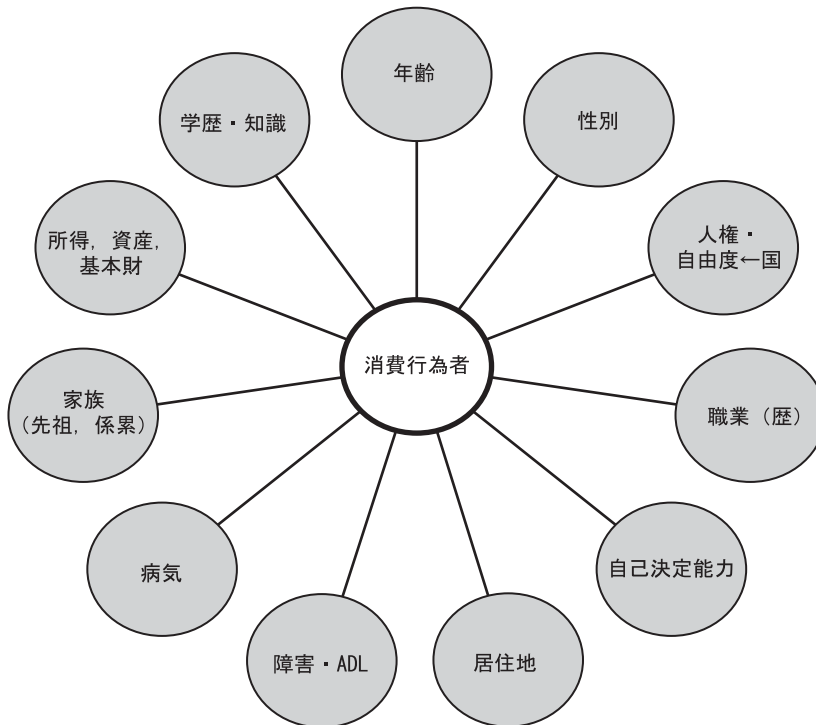 年齢
学歴・知識
性別
所得，資産，
基本財
人権・
自由度←国
消費行為者
家族
（先祖，係累）
職業（歴）
病気
自己決定能力
障害・ADL
居住地